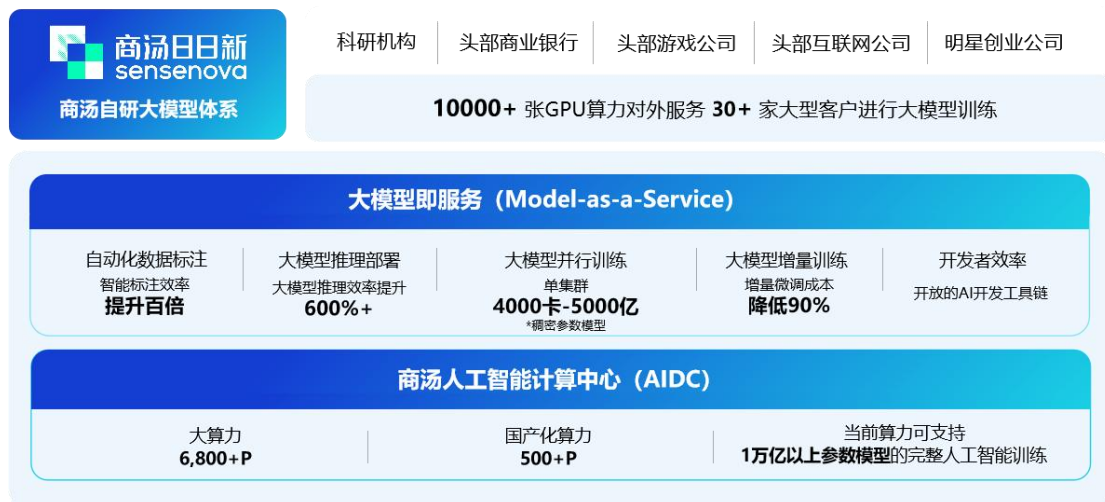 商汤日日新
sensenova
商汤自研大模型体系
科研机构
头部商业银行
头部游戏公司
头部互联网公司
明星创业公司
10000+ 张GPU算力对外服务 30+ 家大型客户进行大模型训练
大模型即服务（Model-as-a-Service）
自动化数据标注
智能标注效率
提升百倍
大模型推理部署
大模型推理效率提升
600%+
大模型并行训练
单集群
4000卡-5000亿
*稠密参数模型
大模型增量训练
增量微调成本
降低90%
开发者效率
开放的AI开发工具链
商汤人工智能计算中心（AIDC）
大算力
6,800+P
国产化算力
500+P
当前算力可支持
1万亿以上参数模型的完整人工智能训练